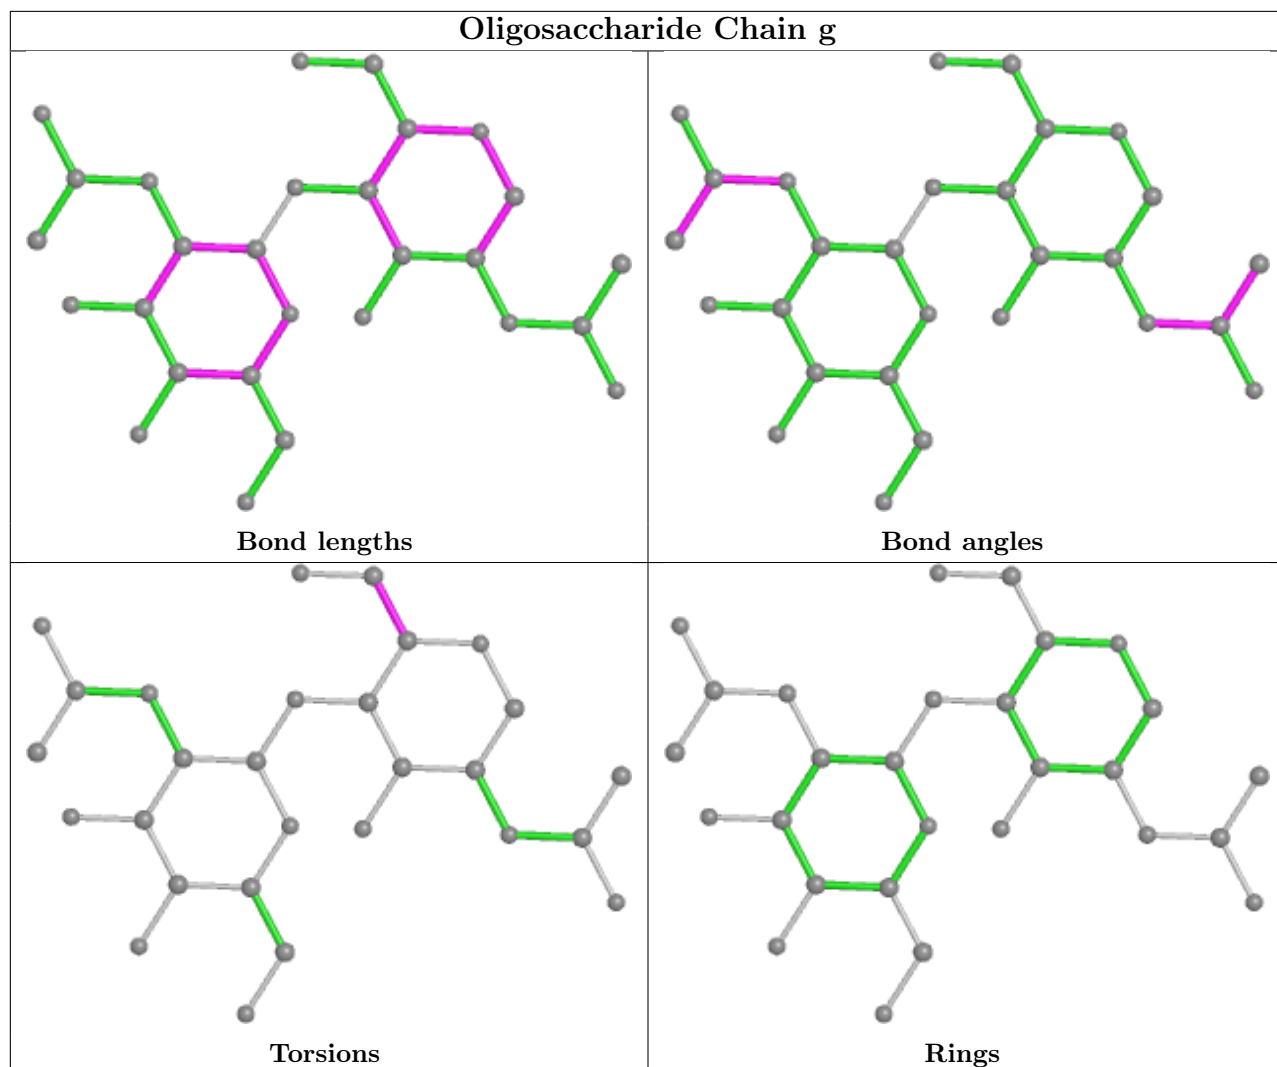 Oligosaccharide Chain g
Bond lengths
Bond angles
Torsions
Rings